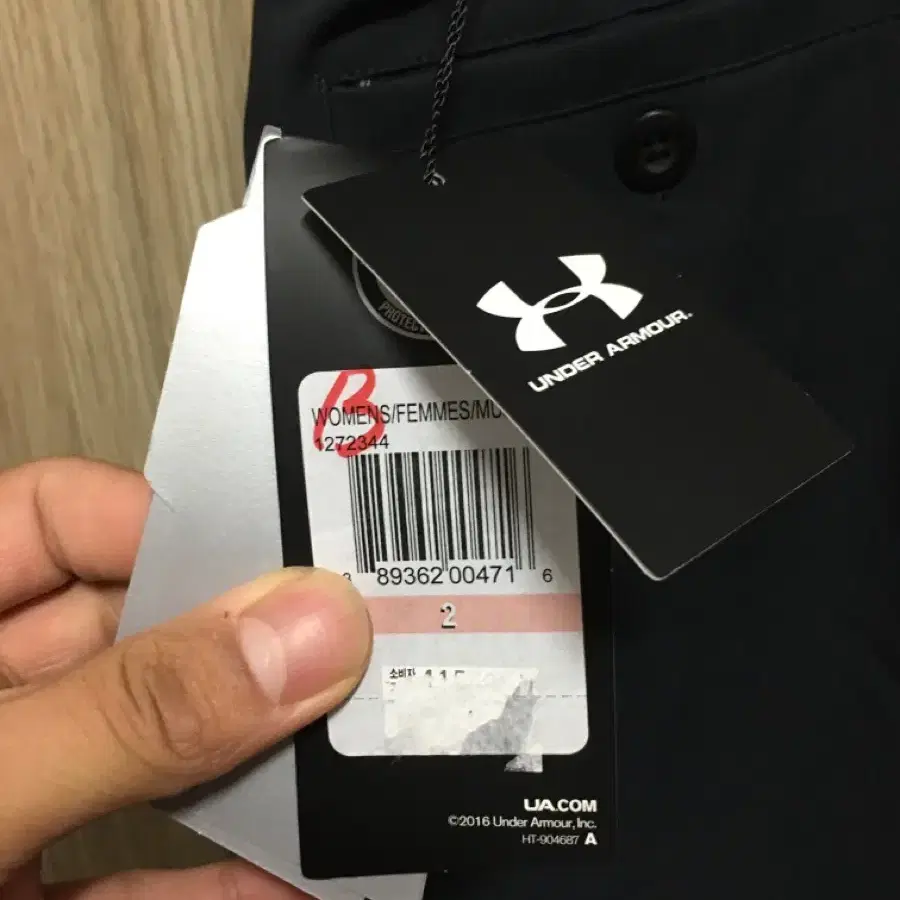 PROTECT
UNDER ARMOUR.
B
WOMENS/FEMMES/MU
1272344
89362 00471 6
2
소비자
UA.COM
©2016 Under Armour, Inc.
HT-904687 A